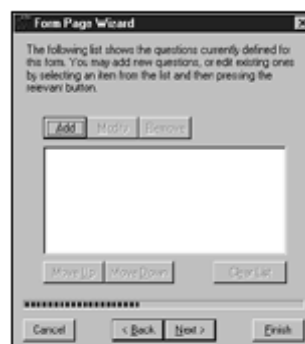 Form Page Wizard
The following list shows the questions currently defined for
this form. You may add new questions, or edit existing ones
by selecting an item from the list and then pressing the
relevant button.
Add Modify Remove
Move Up Move Down Clear List
Cancel < Back Next > Finish